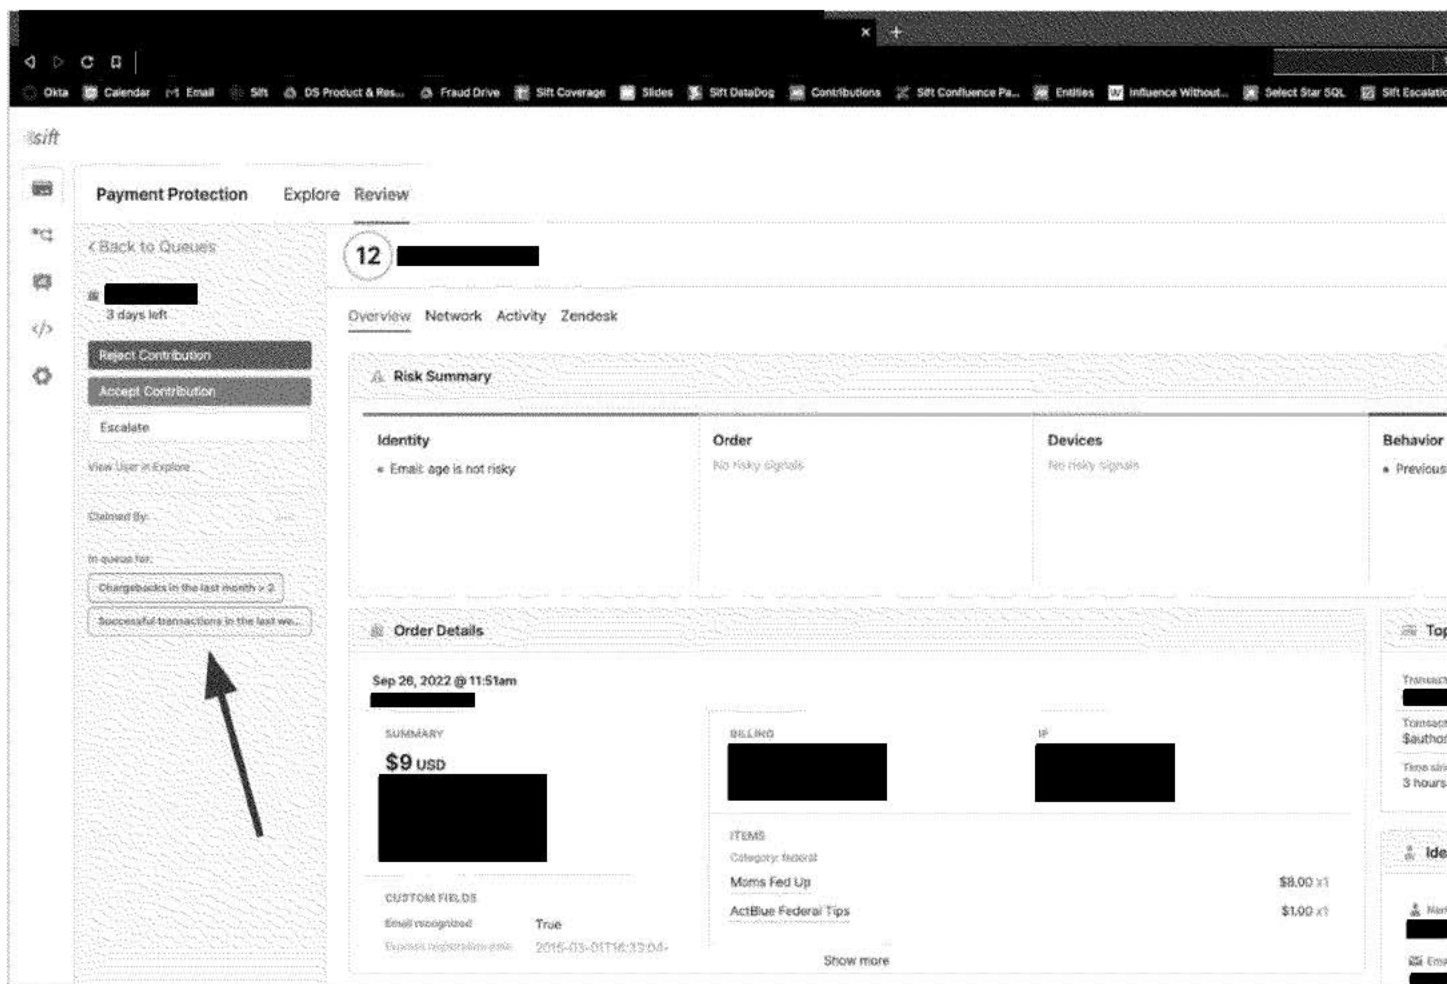 Okta Calendar Email Sift DS Product & Res... Fraud Drive Sift Coverage Slides Sift DataDog Contributions Sift Confluence Pa... Entities Influence Without... Select Star SQL Sift Escalatio
sift
Payment Protection Explore Review
< Back to Queues
12
3 days left
Overview Network Activity Zendesk
Reject Contribution
Accept Contribution
Escalate
View User in Explore
Claimed By:
In queue for:
Chargebacks in the last month > 2
Successful transactions in the last we...
Risk Summary
Identity
Email: age is not risky
Order
No risky signals
Devices
No risky signals
Behavior
Previous
Order Details
Sep 26, 2022 @ 11:51am
SUMMARY
$9 USD
BILLING
IP
ITEMS
Category: federal
Moms Fed Up $8.00 x1
ActBlue Federal Tips $1.00 x1
CUSTOM FIELDS
Email recognized True
2015-03-01T16:33:04-
Show more
Top
Transact
Transact
$author
Time sin
3 hours
Ide
Nam
Ema